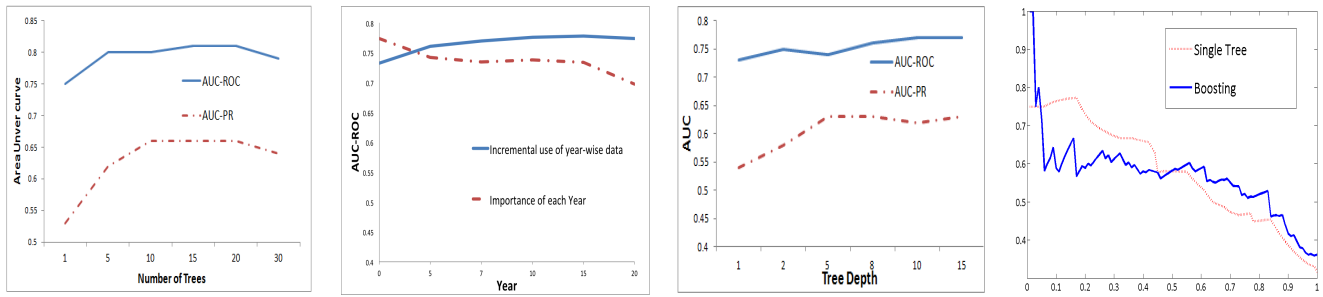 0.85
0.8
0.75
0.7
0.65
0.6
0.55
0.5
Area Unver curve
AUC-ROC
AUC-PR
1 5 10 15 20 30
Number of Trees
0.8
0.75
0.7
0.65
0.6
0.55
0.5
0.45
0.4
AUC-ROC
Incremental use of year-wise data
Importance of each Year
0 5 7 10 15 20
Year
0.8
0.75
0.7
0.65
0.6
0.55
0.5
0.45
0.4
AUC
AUC-ROC
AUC-PR
1 2 5 8 10 15
Tree Depth
1
0.9
0.8
0.7
0.6
0.5
0.4
Single Tree
Boosting
0 0.1 0.2 0.3 0.4 0.5 0.6 0.7 0.8 0.9 1